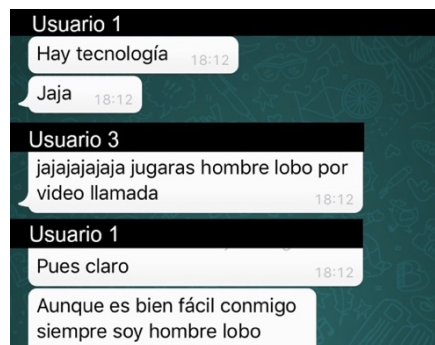 Usuario 1
Hay tecnología 18:12
Jaja 18:12
Usuario 3
jajajajajaja jugaras hombre lobo por
video llamada 18:12
Usuario 1
Pues claro 18:12
Aunque es bien fácil conmigo
siempre soy hombre lobo